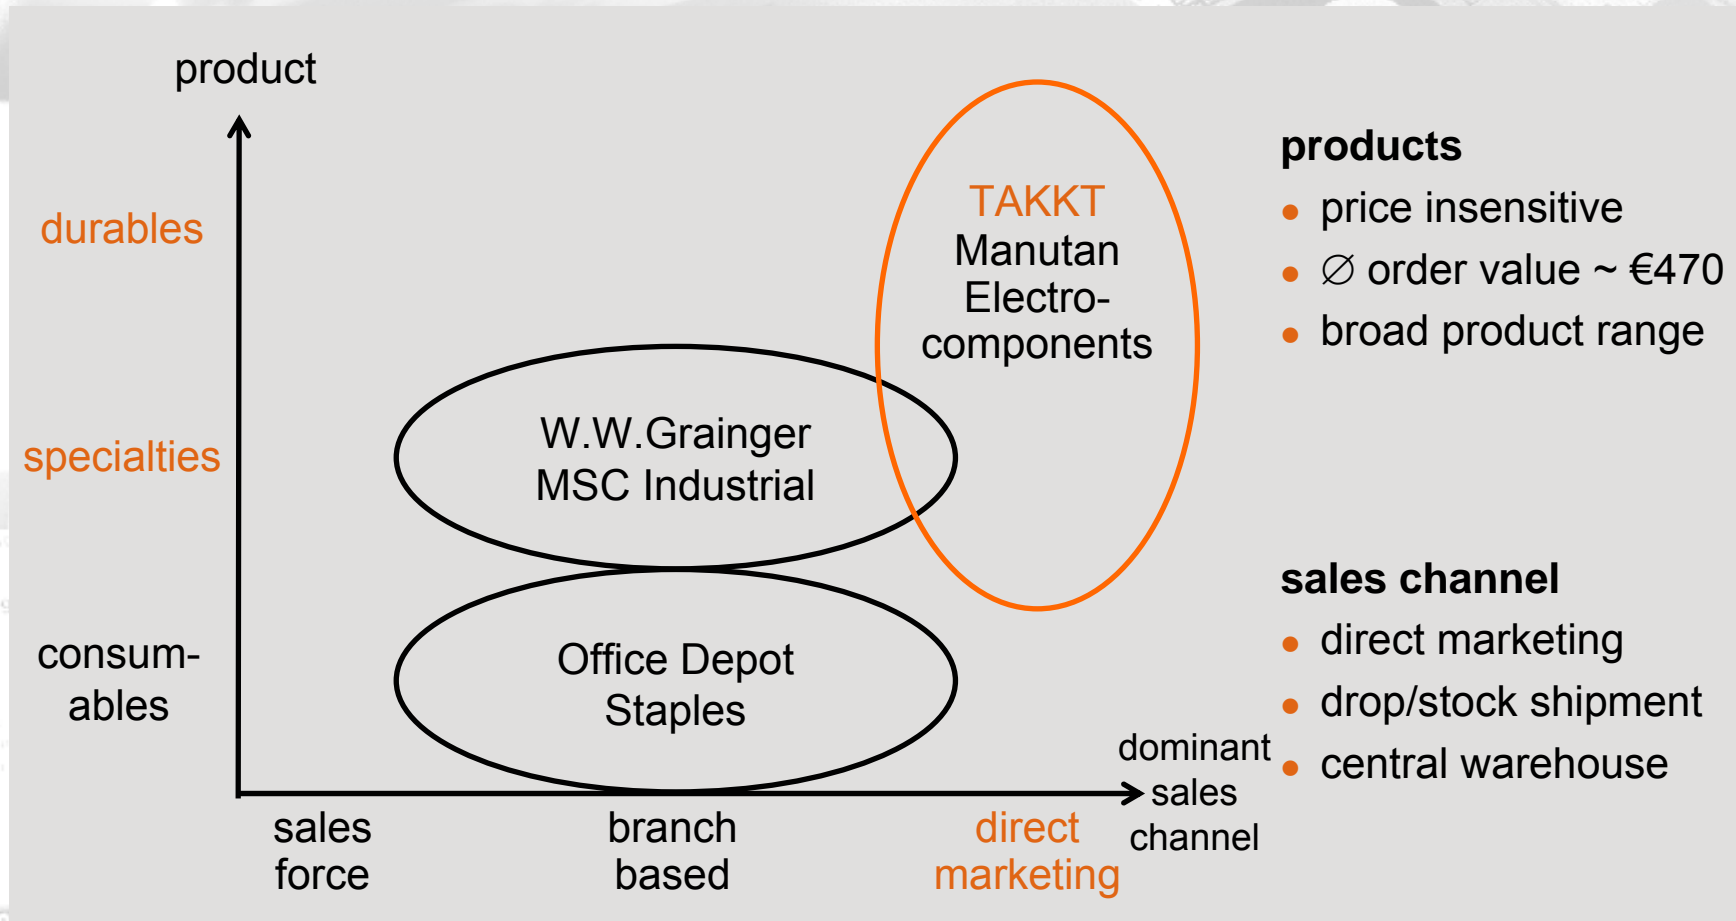 product
durables
specialties
consum-
ables
TAKKT
Manutan
Electro-
components
W.W.Grainger
MSC Industrial
Office Depot
Staples
sales
force
branch
based
direct
marketing
dominant
sales
channel
products
● price insensitive
● ∅ order value ~ €470
● broad product range
sales channel
● direct marketing
● drop/stock shipment
● central warehouse